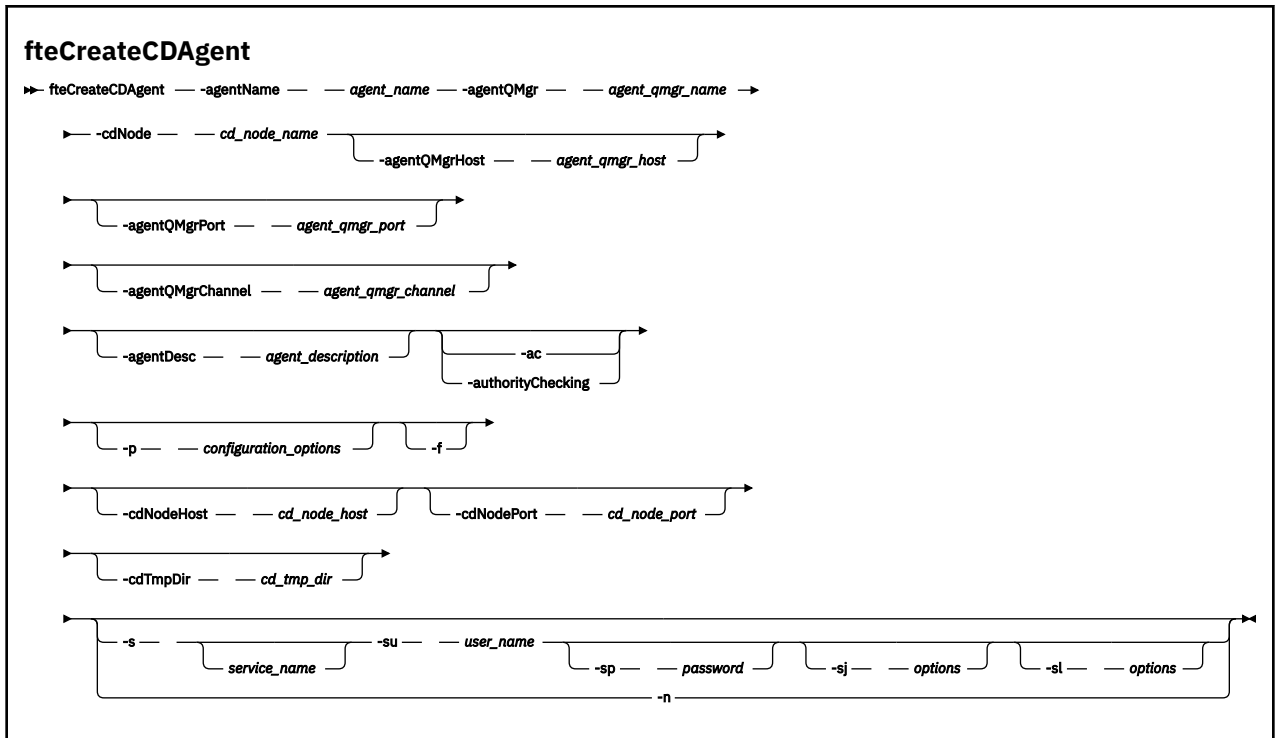 fteCreateCDAgent
fteCreateCDAgent -agentName agent_name -agentQMgr agent_qmgr_name
-cdNode cd_node_name
-agentQMgrHost agent_qmgr_host
-agentQMgrPort agent_qmgr_port
-agentQMgrChannel agent_qmgr_channel
-agentDesc agent_description
-ac
-authorityChecking
-p configuration_options -f
-cdNodeHost cd_node_host -cdNodePort cd_node_port
-cdTmpDir cd_tmp_dir
-s -su user_name
service_name -sp password -sj options -sl options
-n